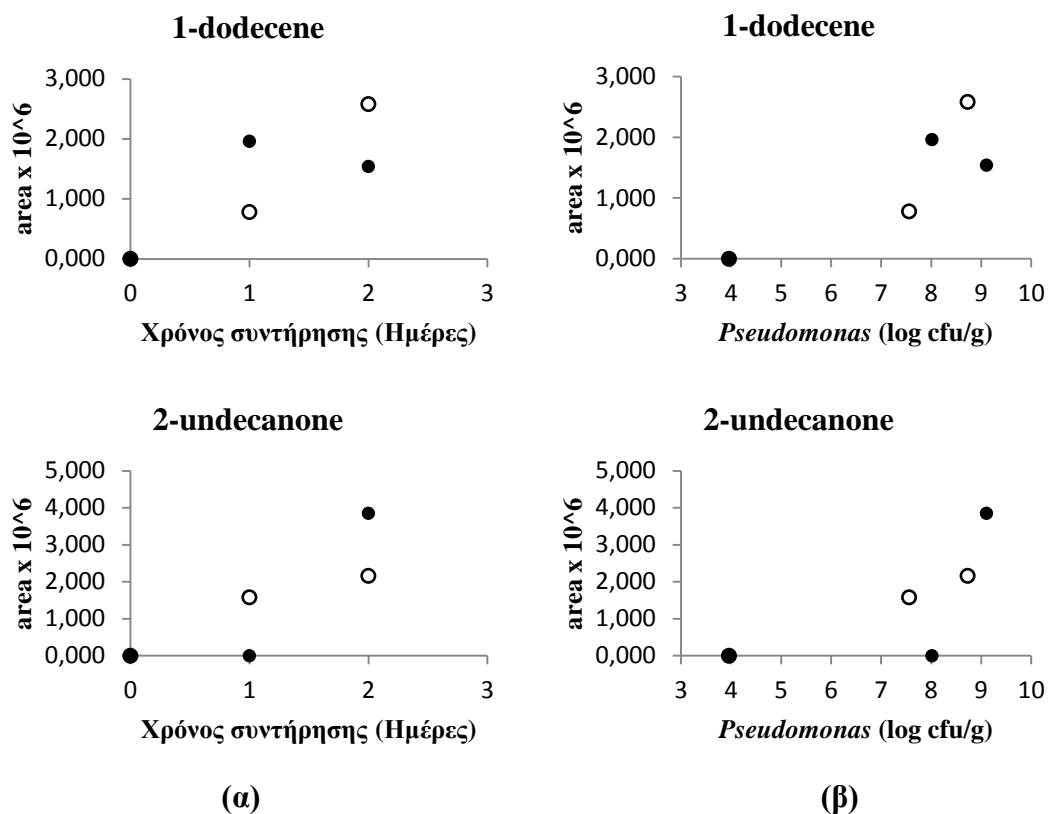 1-dodecene
area x 10^6
3,000
2,000
1,000
0,000
0 1 2 3
Χρόνος συντήρησης (Ημέρες)
1-dodecene
area x 10^6
3,000
2,000
1,000
0,000
3 4 5 6 7 8 9 10
Pseudomonas (log cfu/g)
2-undecanone
area x 10^6
5,000
4,000
3,000
2,000
1,000
0,000
0 1 2 3
Χρόνος συντήρησης (Ημέρες)
2-undecanone
area x 10^6
5,000
4,000
3,000
2,000
1,000
0,000
3 4 5 6 7 8 9 10
Pseudomonas (log cfu/g)
(α)
(β)